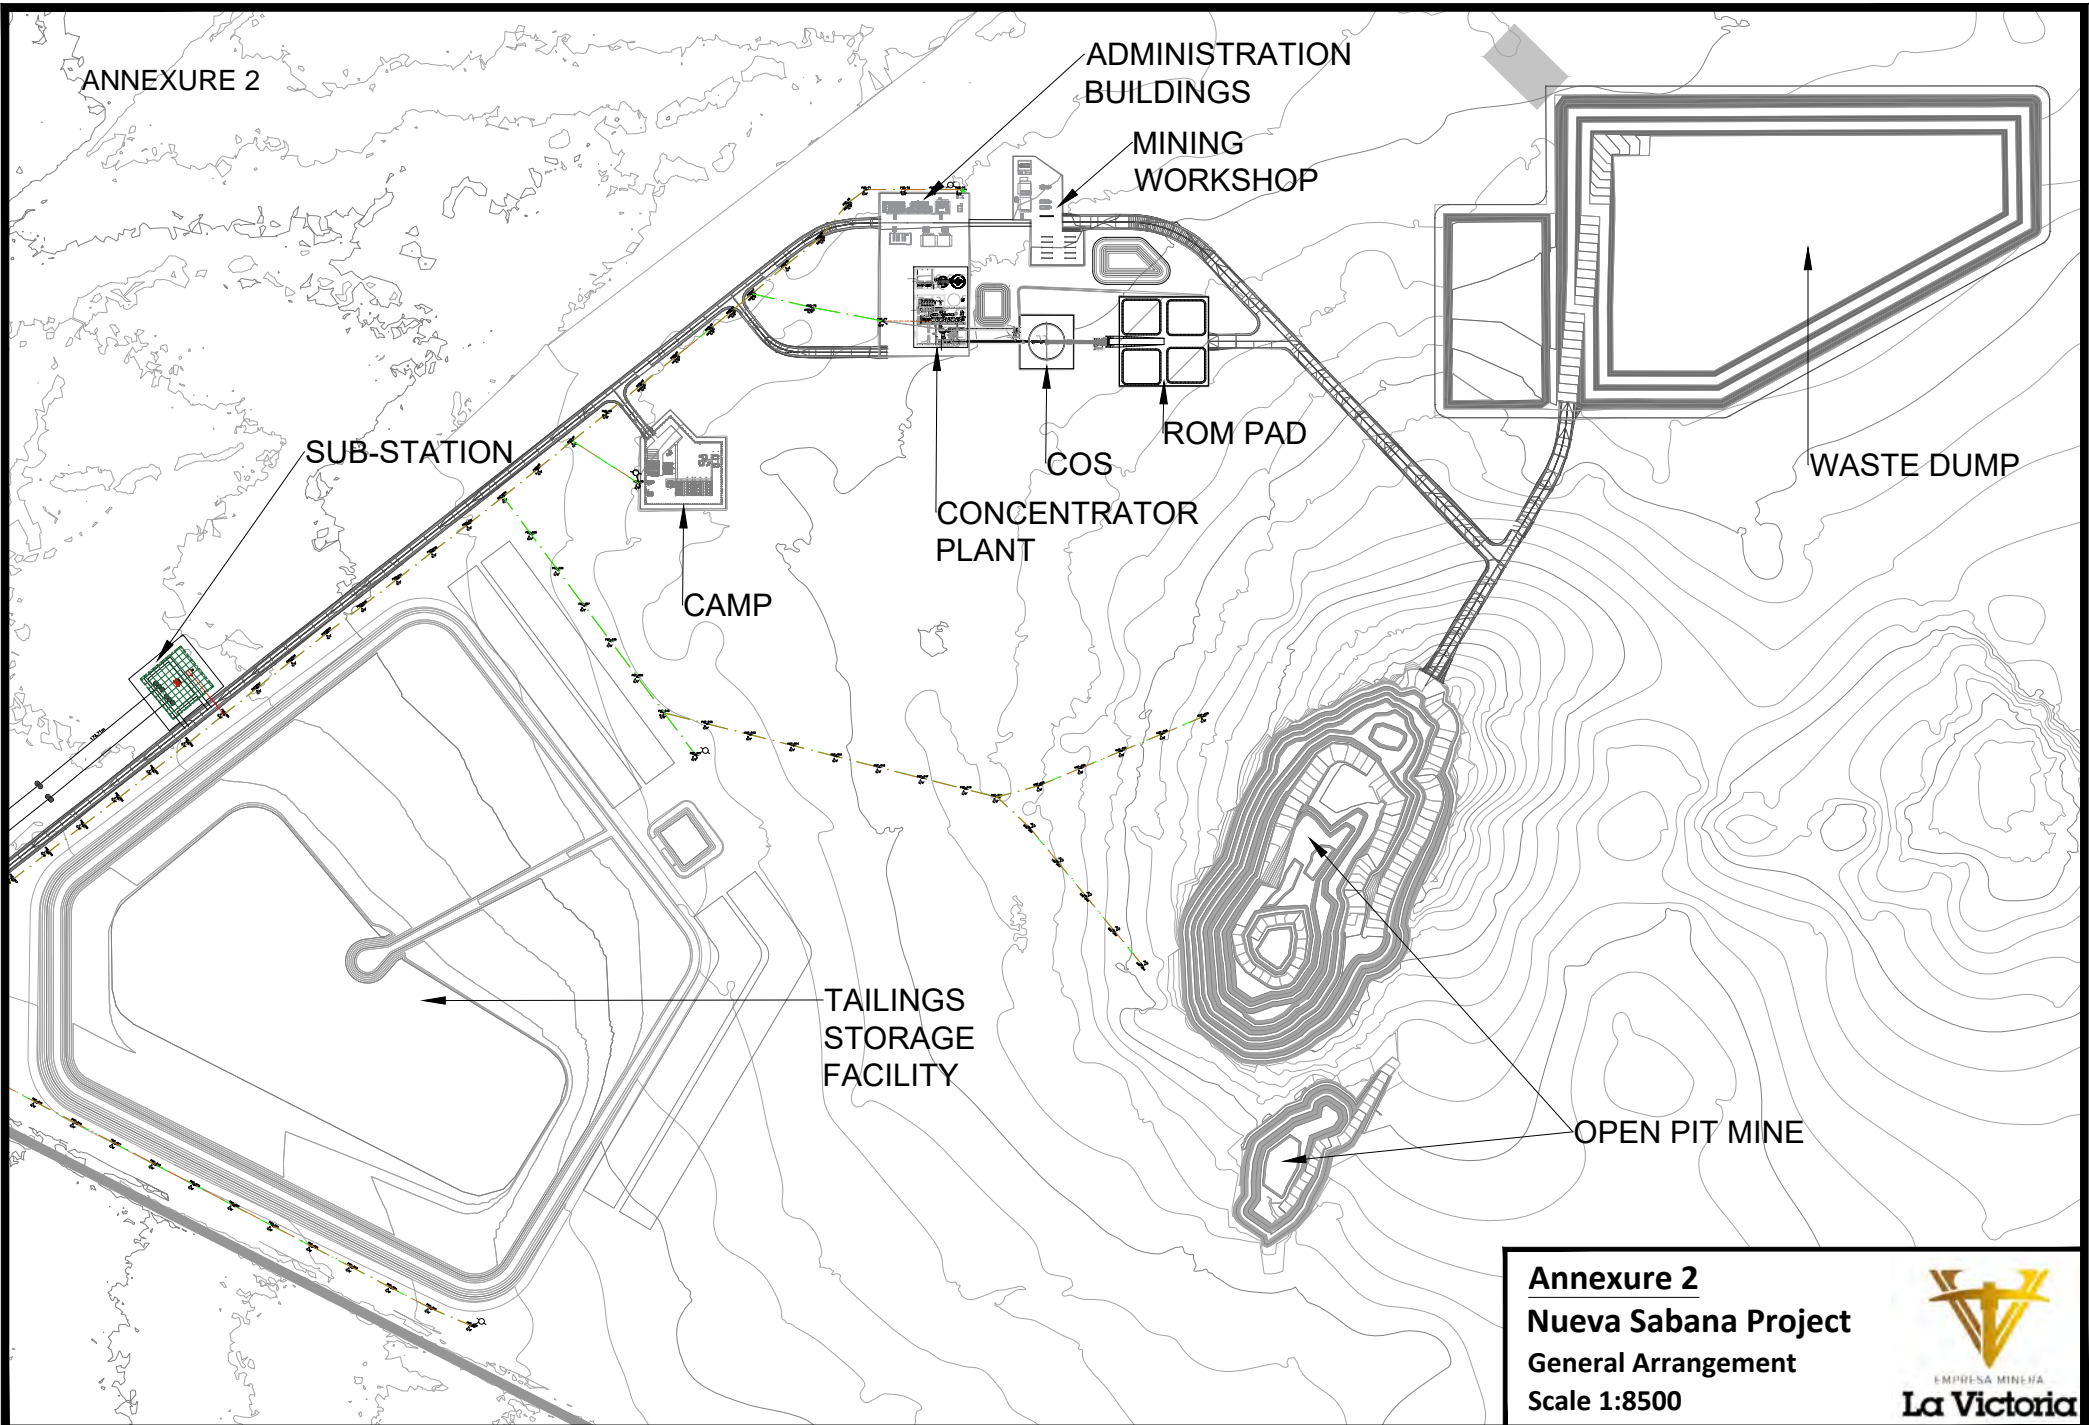 ANNEXURE 2
ADMINISTRATION
BUILDINGS
MINING
WORKSHOP
SUB-STATION
ROM PAD
COS
WASTE DUMP
CONCENTRATOR
PLANT
CAMP
TAILINGS
STORAGE
FACILITY
OPEN PIT MINE
Annexure 2
Nueva Sabana Project
General Arrangement
Scale 1:8500
EMPRESA MINERA
La Victoria